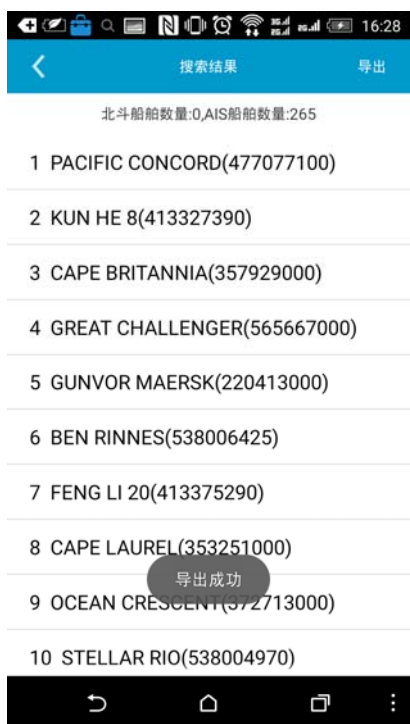 16:28
搜索结果 导出
北斗船舶数量:0,AIS船舶数量:265
1 PACIFIC CONCORD(477077100)
2 KUN HE 8(413327390)
3 CAPE BRITANNIA(357929000)
4 GREAT CHALLENGER(565667000)
5 GUNVOR MAERSK(220413000)
6 BEN RINNES(538006425)
7 FENG LI 20(413375290)
8 CAPE LAUREL(353251000)
导出成功
9 OCEAN CRESCENT(372713000)
10 STELLAR RIO(538004970)